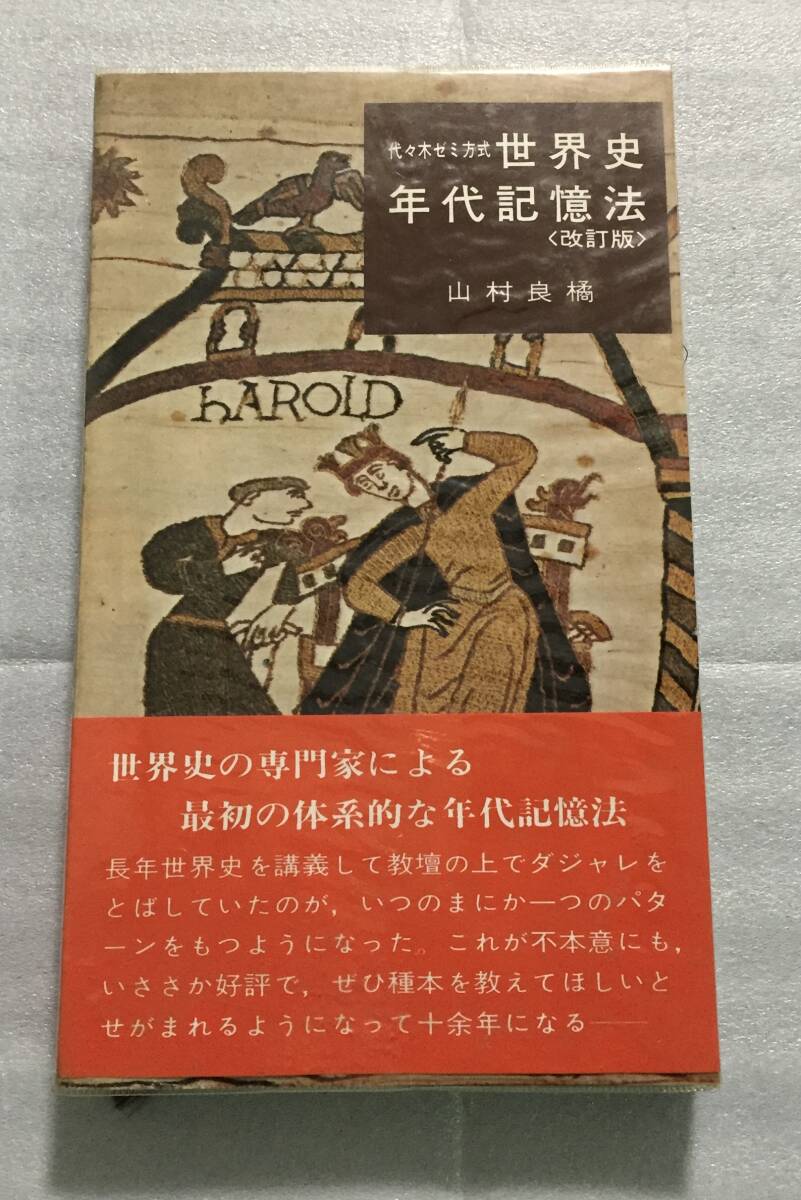 代々木ゼミ方式 世界史
年代記憶法
〈改訂版〉
山村良橘
hAROLD
世界史の専門家による
最初の体系的な年代記憶法
長年世界史を講義して教壇の上でダジャレを
とばしていたのが，いつのまにか一つのパタ
ーンをもつようになった。これが不本意にも，
いささか好評で，ぜひ種本を教えてほしいと
せがまれるようになって十余年になる──